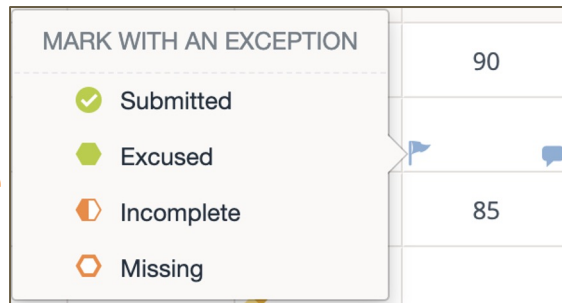 MARK WITH AN EXCEPTION
90
Submitted
Excused
Incomplete
85
Missing